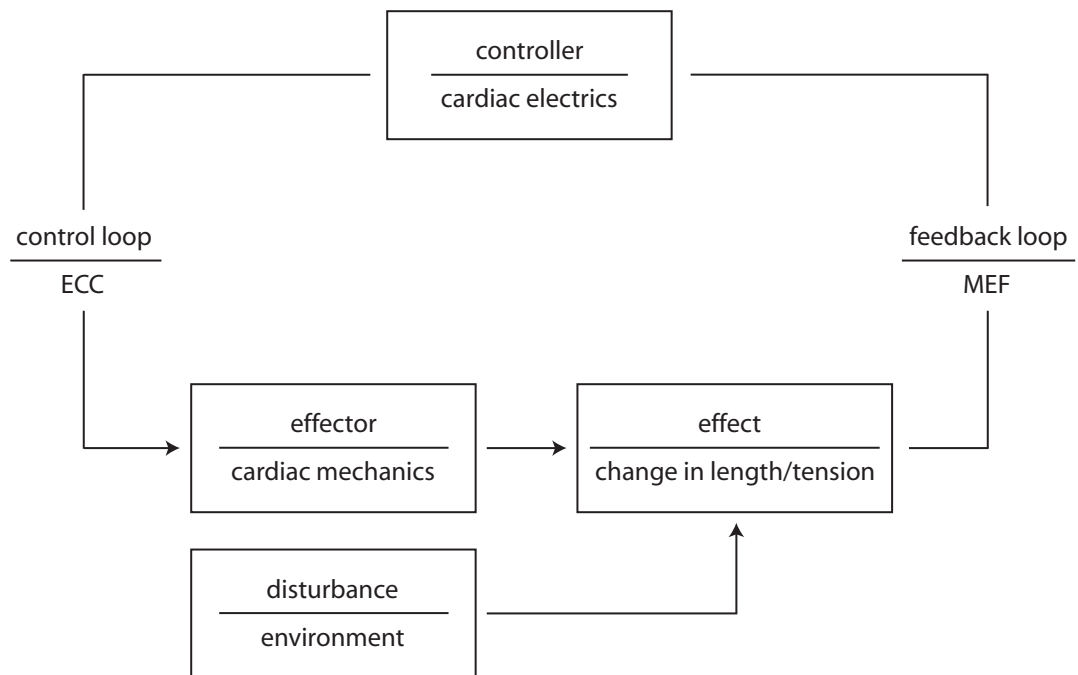 controller
cardiac electrics
control loop
ECC
feedback loop
MEF
effector
cardiac mechanics
effect
change in length/tension
disturbance
environment